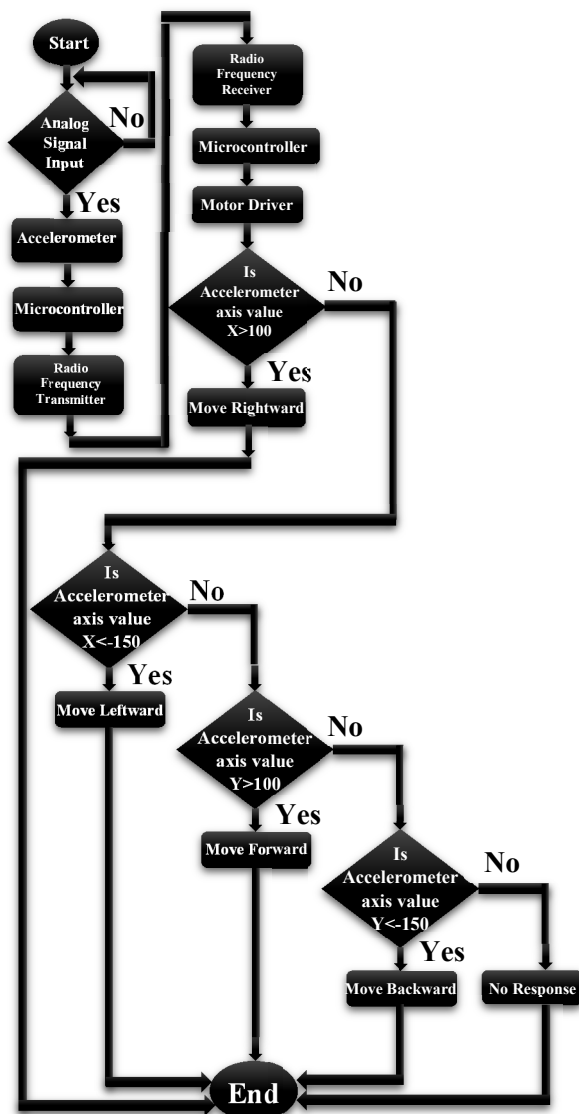 Start
Analog
Signal
Input
No
Yes
Accelerometer
Microcontroller
Radio
Frequency
Transmitter
Radio
Frequency
Receiver
Microcontroller
Motor Driver
Is
Accelerometer
axis value
X>100
No
Yes
Move Rightward
Is
Accelerometer
axis value
X<-150
No
Yes
Move Leftward
Is
Accelerometer
axis value
Y>100
No
Yes
Move Forward
Is
Accelerometer
axis value
Y<-150
No
Yes
Move Backward
No Response
End